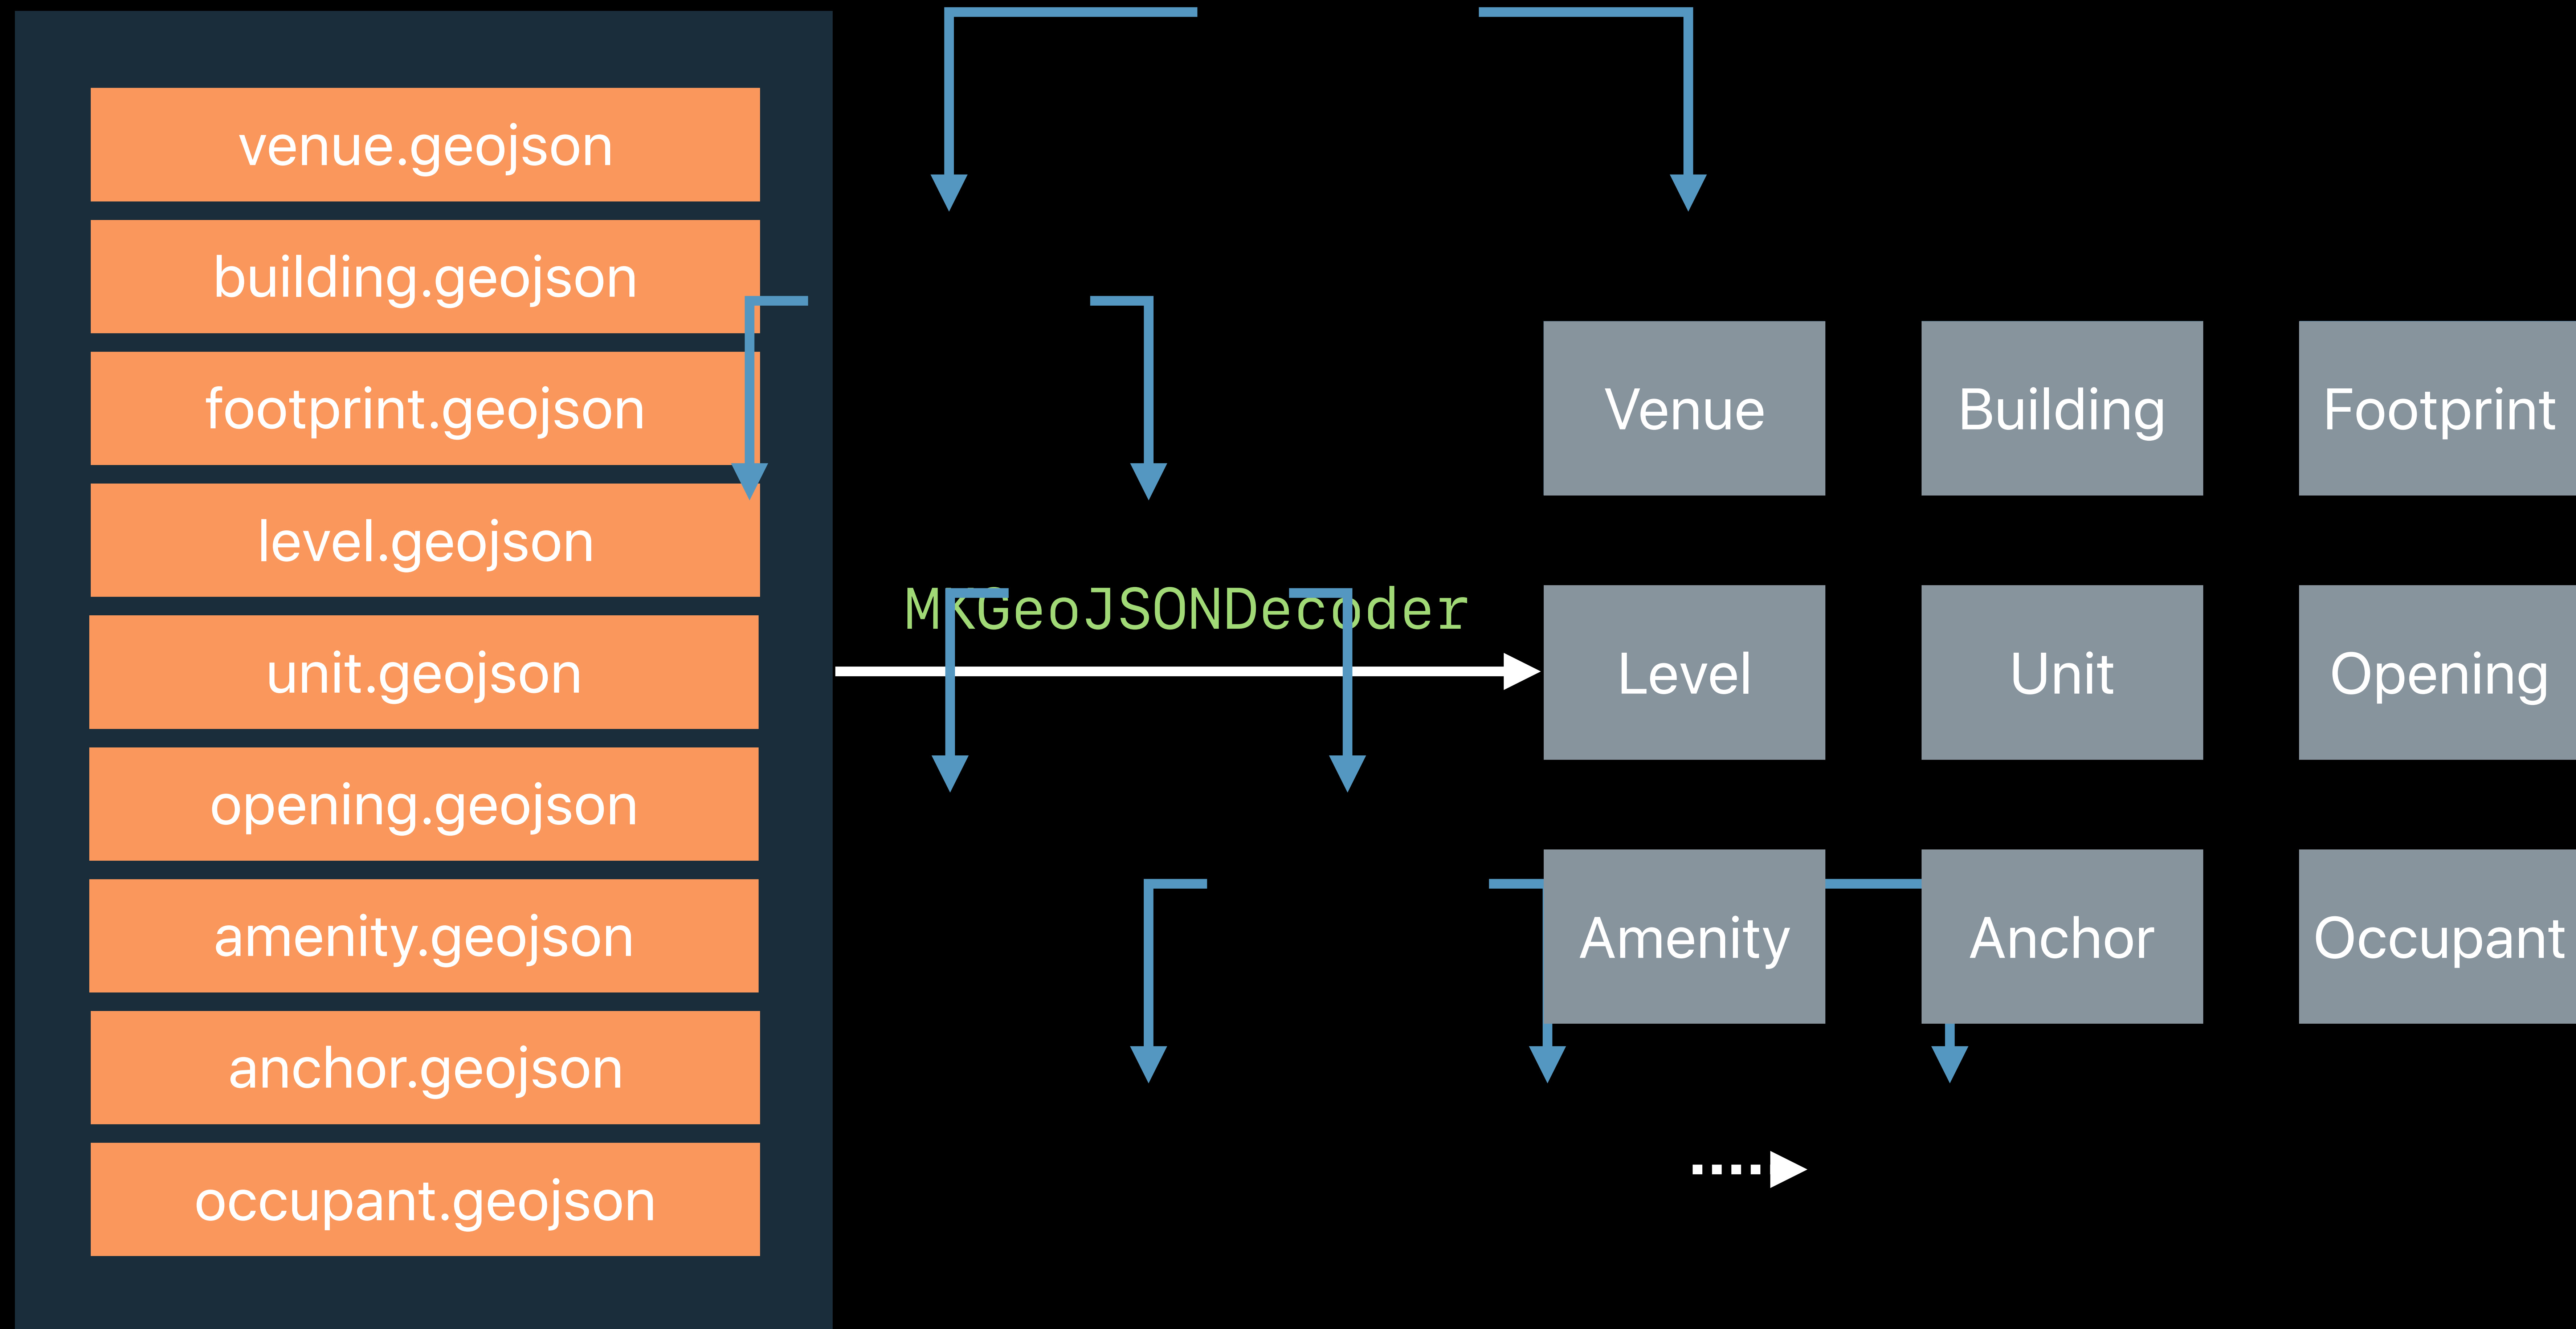 venue.geojson
building.geojson
footprint.geojson
level.geojson
unit.geojson
opening.geojson
amenity.geojson
anchor.geojson
occupant.geojson
MKGeoJSONDecoder
Venue
Building
Footprint
Level
Unit
Opening
Amenity
Anchor
Occupant